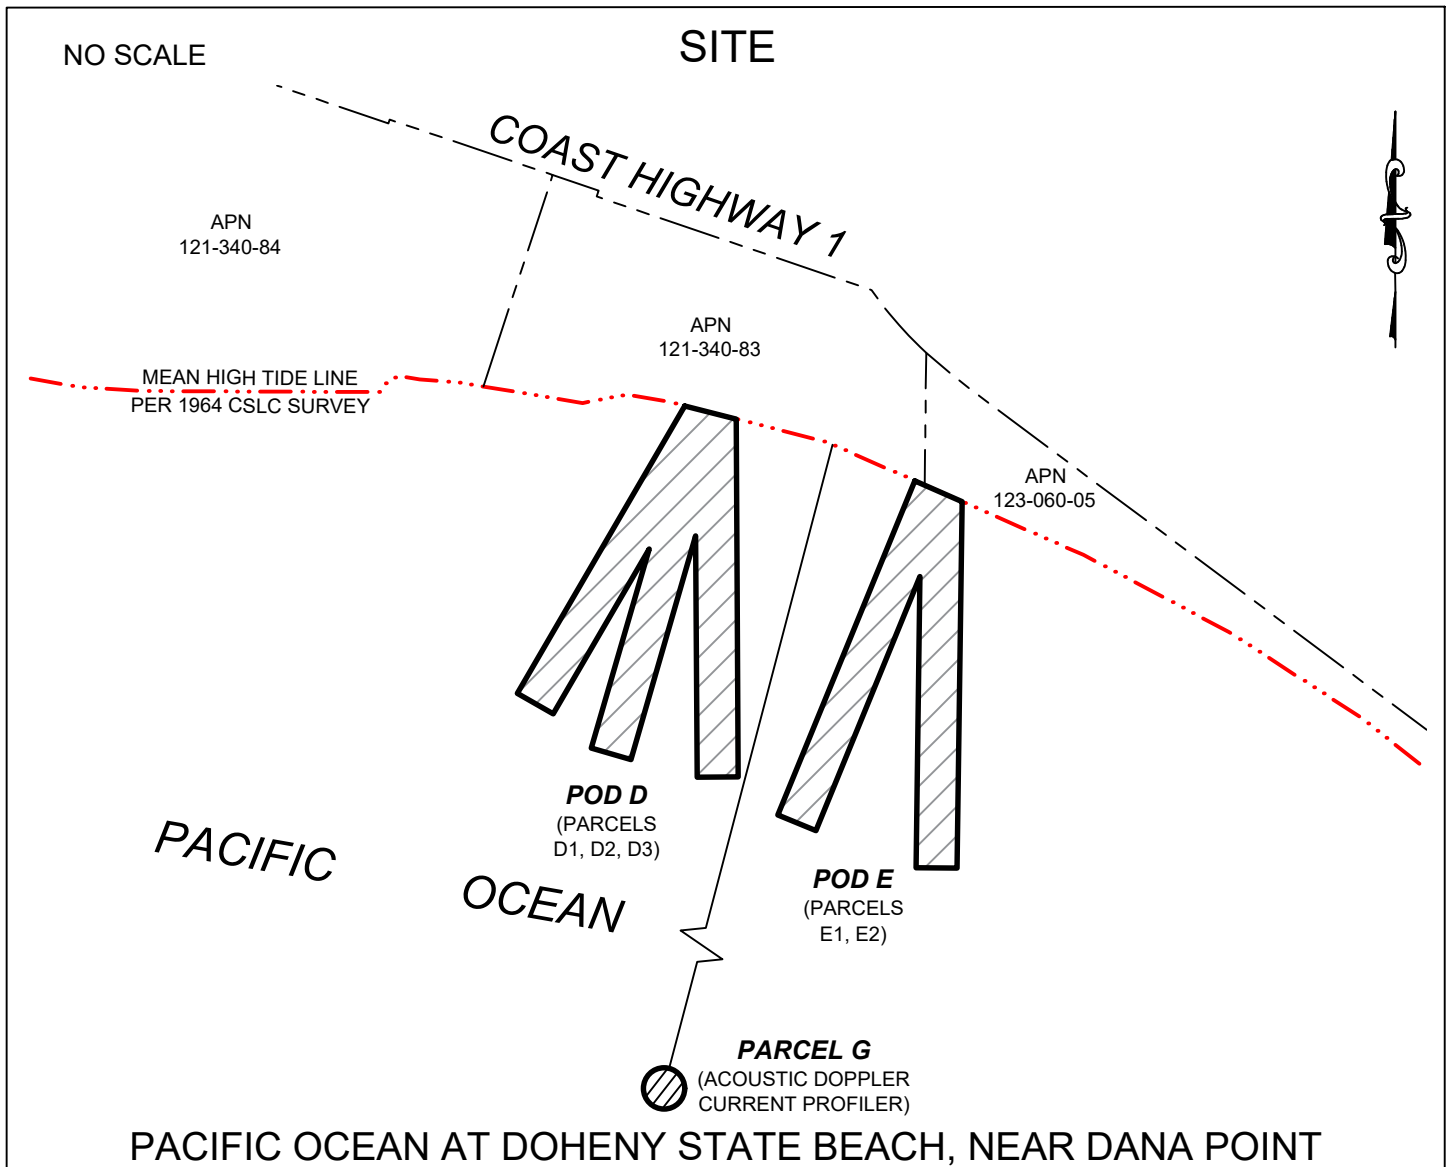 NO SCALE
SITE
COAST HIGHWAY 1
APN
121-340-84
APN
121-340-83
MEAN HIGH TIDE LINE
PER 1964 CSLC SURVEY
APN
123-060-05
POD D
(PARCELS
D1, D2, D3)
PACIFIC
OCEAN
POD E
(PARCELS
E1, E2)
PARCEL G
(ACOUSTIC DOPPLER
CURRENT PROFILER)
PACIFIC OCEAN AT DOHENY STATE BEACH, NEAR DANA POINT